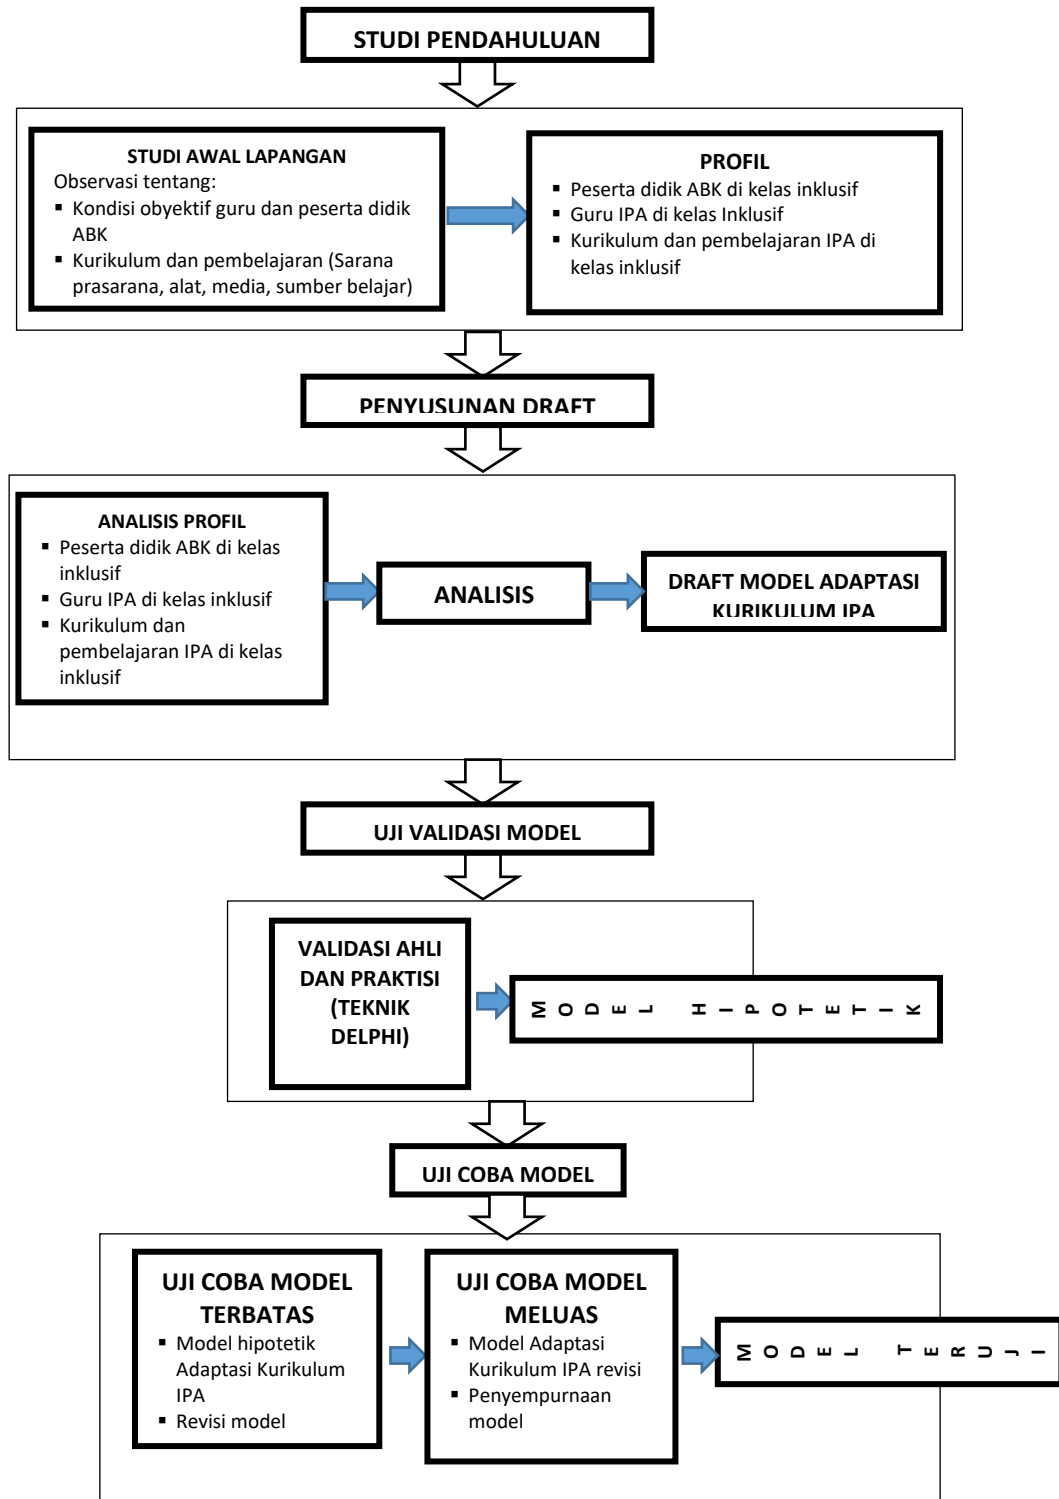 STUDI PENDAHULUAN
STUDI AWAL LAPANGAN
Observasi tentang:
▪ Kondisi obyektif guru dan peserta didik
ABK
▪ Kurikulum dan pembelajaran (Sarana
prasarana, alat, media, sumber belajar)
PROFIL
▪ Peserta didik ABK di kelas inklusif
▪ Guru IPA di kelas Inklusif
▪ Kurikulum dan pembelajaran IPA di
kelas inklusif
PENYUSUNAN DRAFT
ANALISIS PROFIL
▪ Peserta didik ABK di kelas
inklusif
▪ Guru IPA di kelas inklusif
▪ Kurikulum dan
pembelajaran IPA di kelas
inklusif
ANALISIS
DRAFT MODEL ADAPTASI
KURIKULUM IPA
UJI VALIDASI MODEL
VALIDASI AHLI
DAN PRAKTISI
(TEKNIK
DELPHI)
MODEL HIPOTETIK
UJI COBA MODEL
UJI COBA MODEL
TERBATAS
▪ Model hipotetik
Adaptasi Kurikulum
IPA
▪ Revisi model
UJI COBA MODEL
MELUAS
▪ Model Adaptasi
Kurikulum IPA revisi
▪ Penyempurnaan
model
MODEL TERUJI